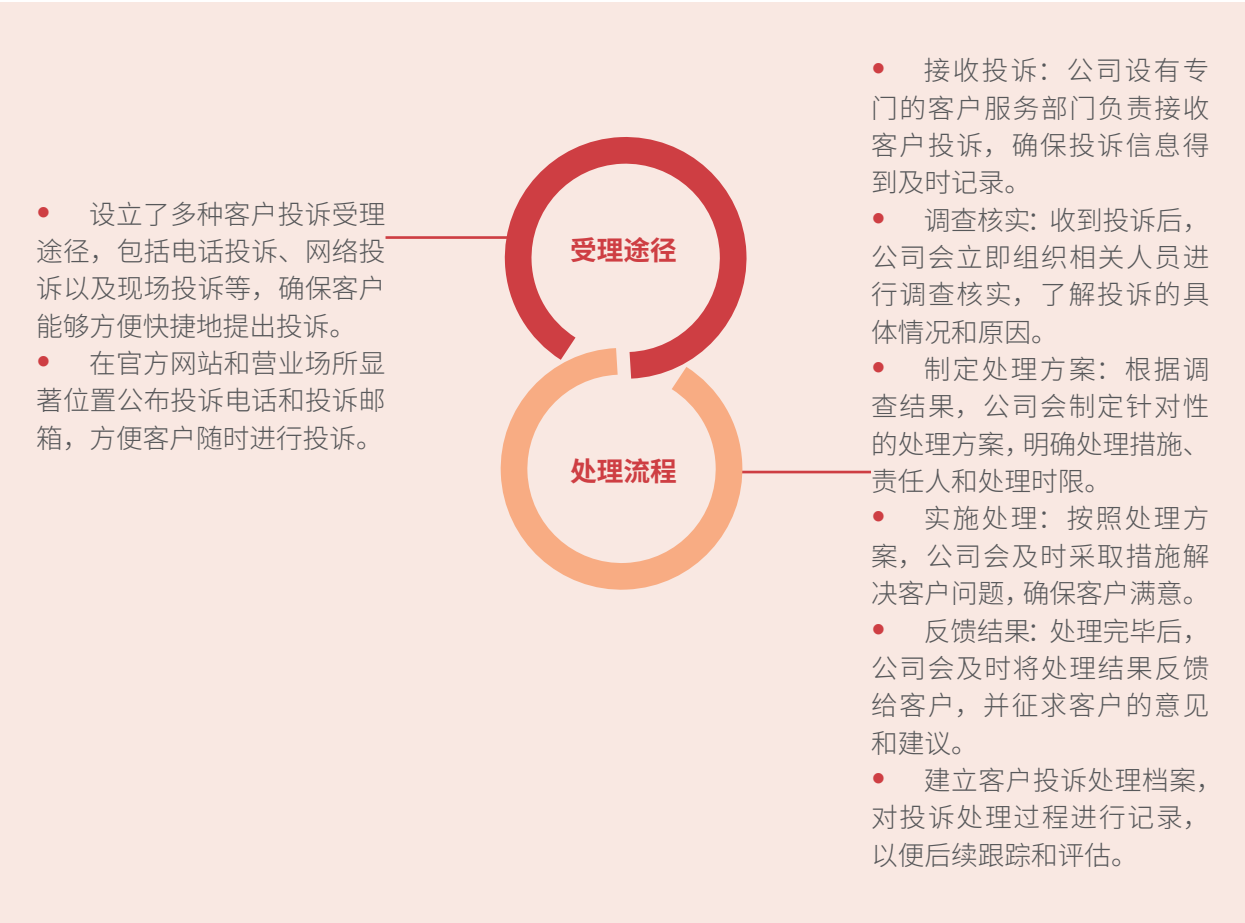 • 设立了多种客户投诉受理
途径，包括电话投诉、网络投
诉以及现场投诉等，确保客户
能够方便快捷地提出投诉。
• 在官方网站和营业场所显
著位置公布投诉电话和投诉邮
箱，方便客户随时进行投诉。
受理途径
处理流程
• 接收投诉：公司设有专
门的客户服务部门负责接收
客户投诉，确保投诉信息得
到及时记录。
• 调查核实：收到投诉后，
公司会立即组织相关人员进
行调查核实，了解投诉的具
体情况和原因。
• 制定处理方案：根据调
查结果，公司会制定针对性
的处理方案，明确处理措施、
责任人和处理时限。
• 实施处理：按照处理方
案，公司会及时采取措施解
决客户问题，确保客户满意。
• 反馈结果：处理完毕后，
公司会及时将处理结果反馈
给客户，并征求客户的意见
和建议。
• 建立客户投诉处理档案，
对投诉处理过程进行记录，
以便后续跟踪和评估。